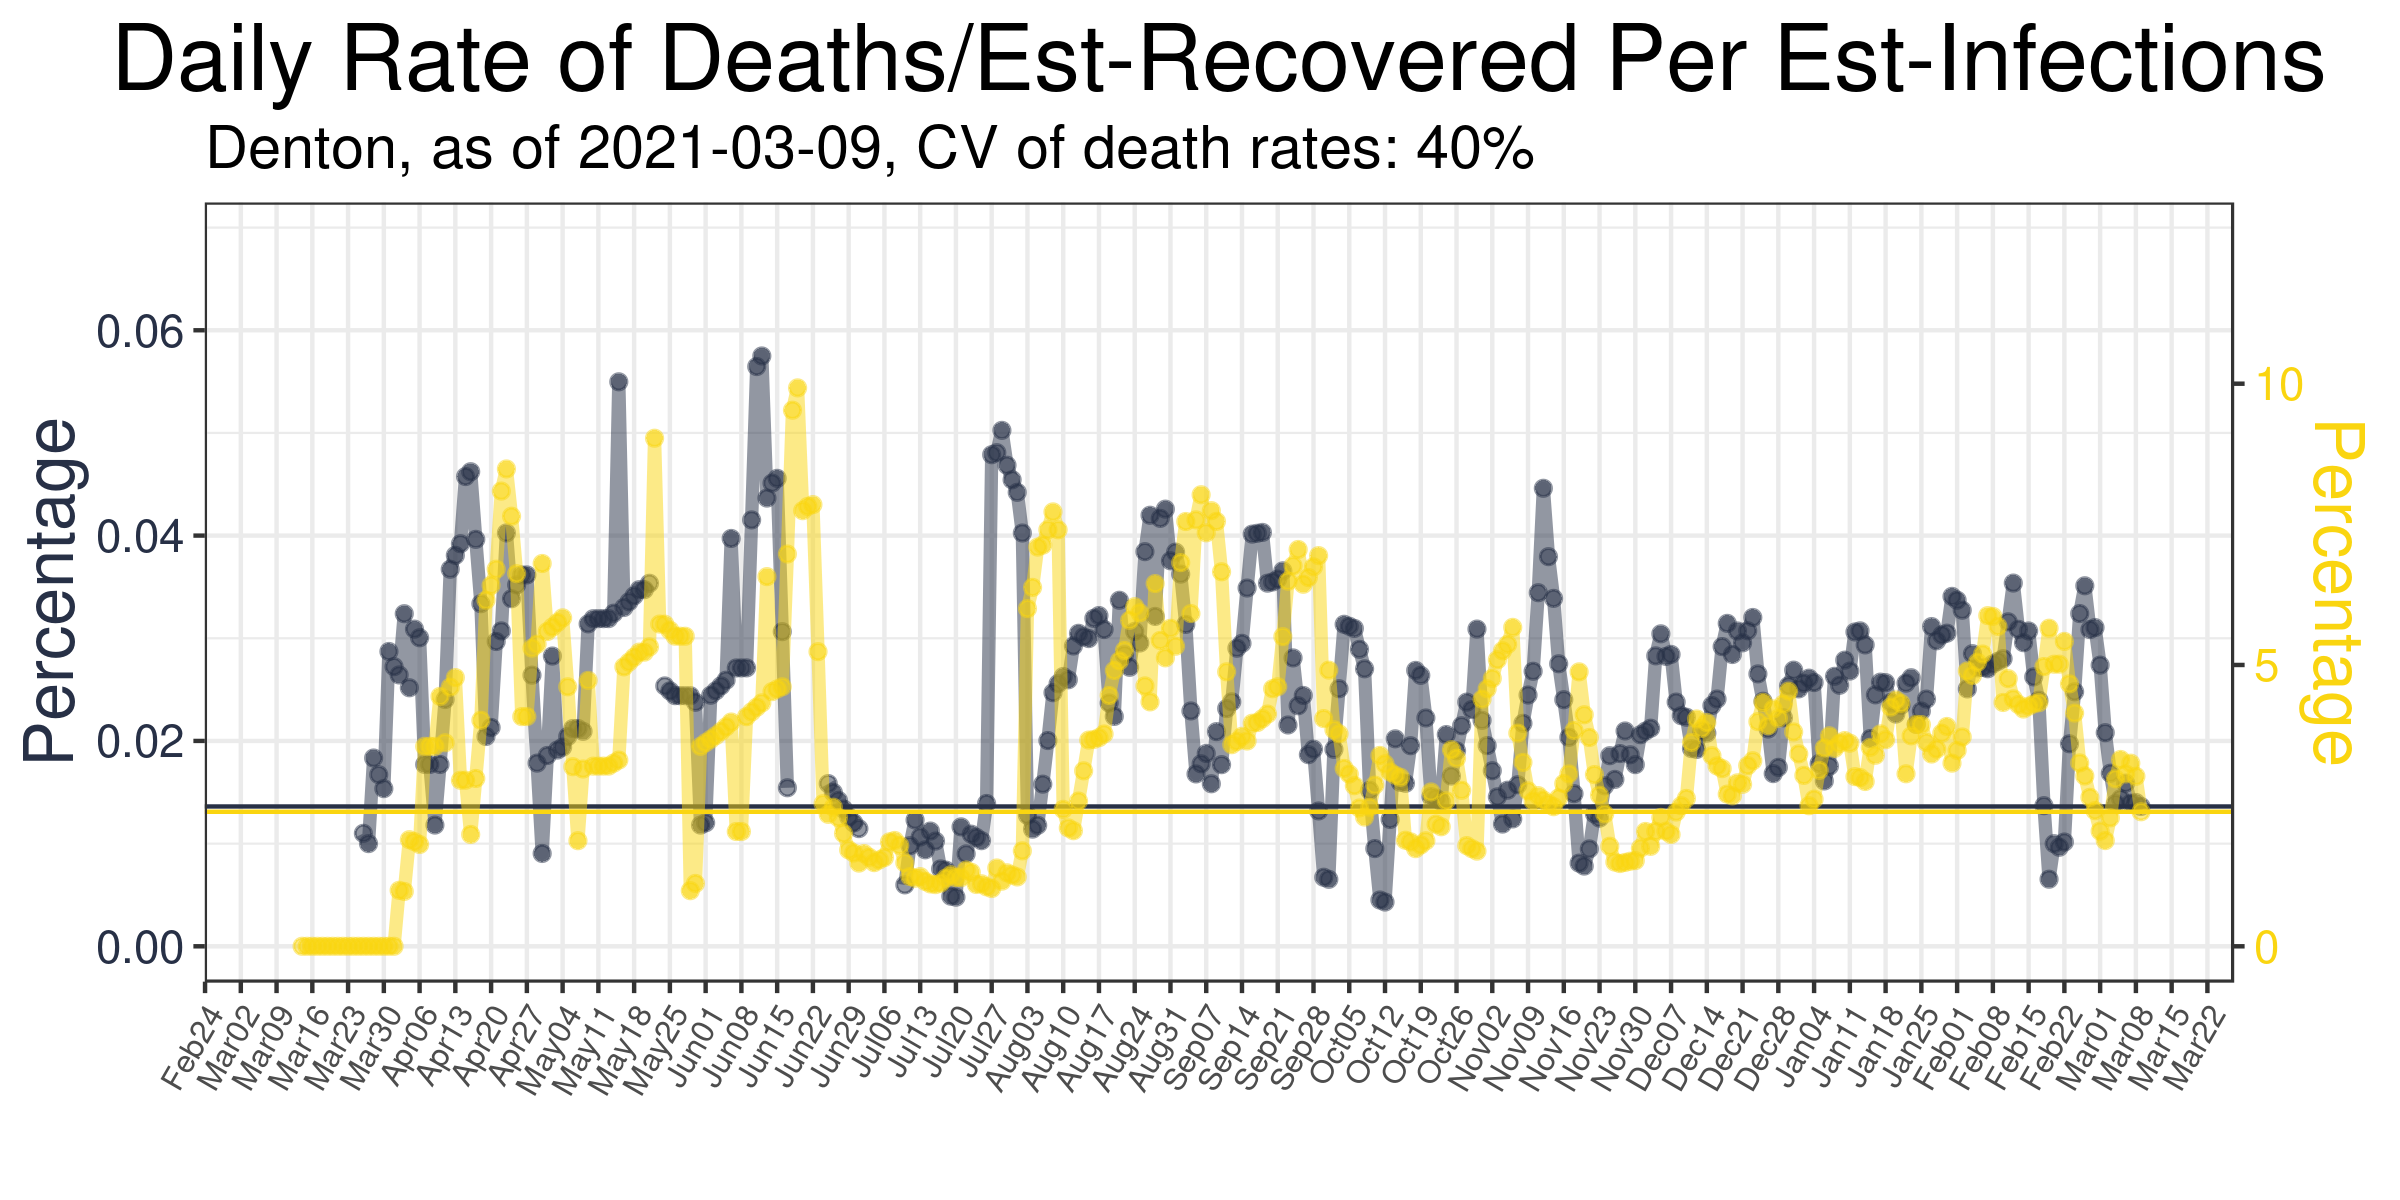 Daily Rate of Deaths/Est-Recovered Per Est-Infections
Denton, as of 2021-03-09, CV of death rates: 40%
Percentage
0.06
0.04
0.02
0.00
10
5
0
Percentage
Feb24
Mar02
Mar09
Mar16
Mar23
Mar30
Apr06
Apr13
Apr20
Apr27
May04
May11
May18
May25
Jun01
Jun08
Jun15
Jun22
Jun29
Jul06
Jul13
Jul20
Jul27
Aug03
Aug10
Aug17
Aug24
Aug31
Sep07
Sep14
Sep21
Sep28
Oct05
Oct12
Oct19
Oct26
Nov02
Nov09
Nov16
Nov23
Nov30
Dec07
Dec14
Dec21
Dec28
Jan04
Jan11
Jan18
Jan25
Feb01
Feb08
Feb15
Feb22
Mar01
Mar08
Mar15
Mar22